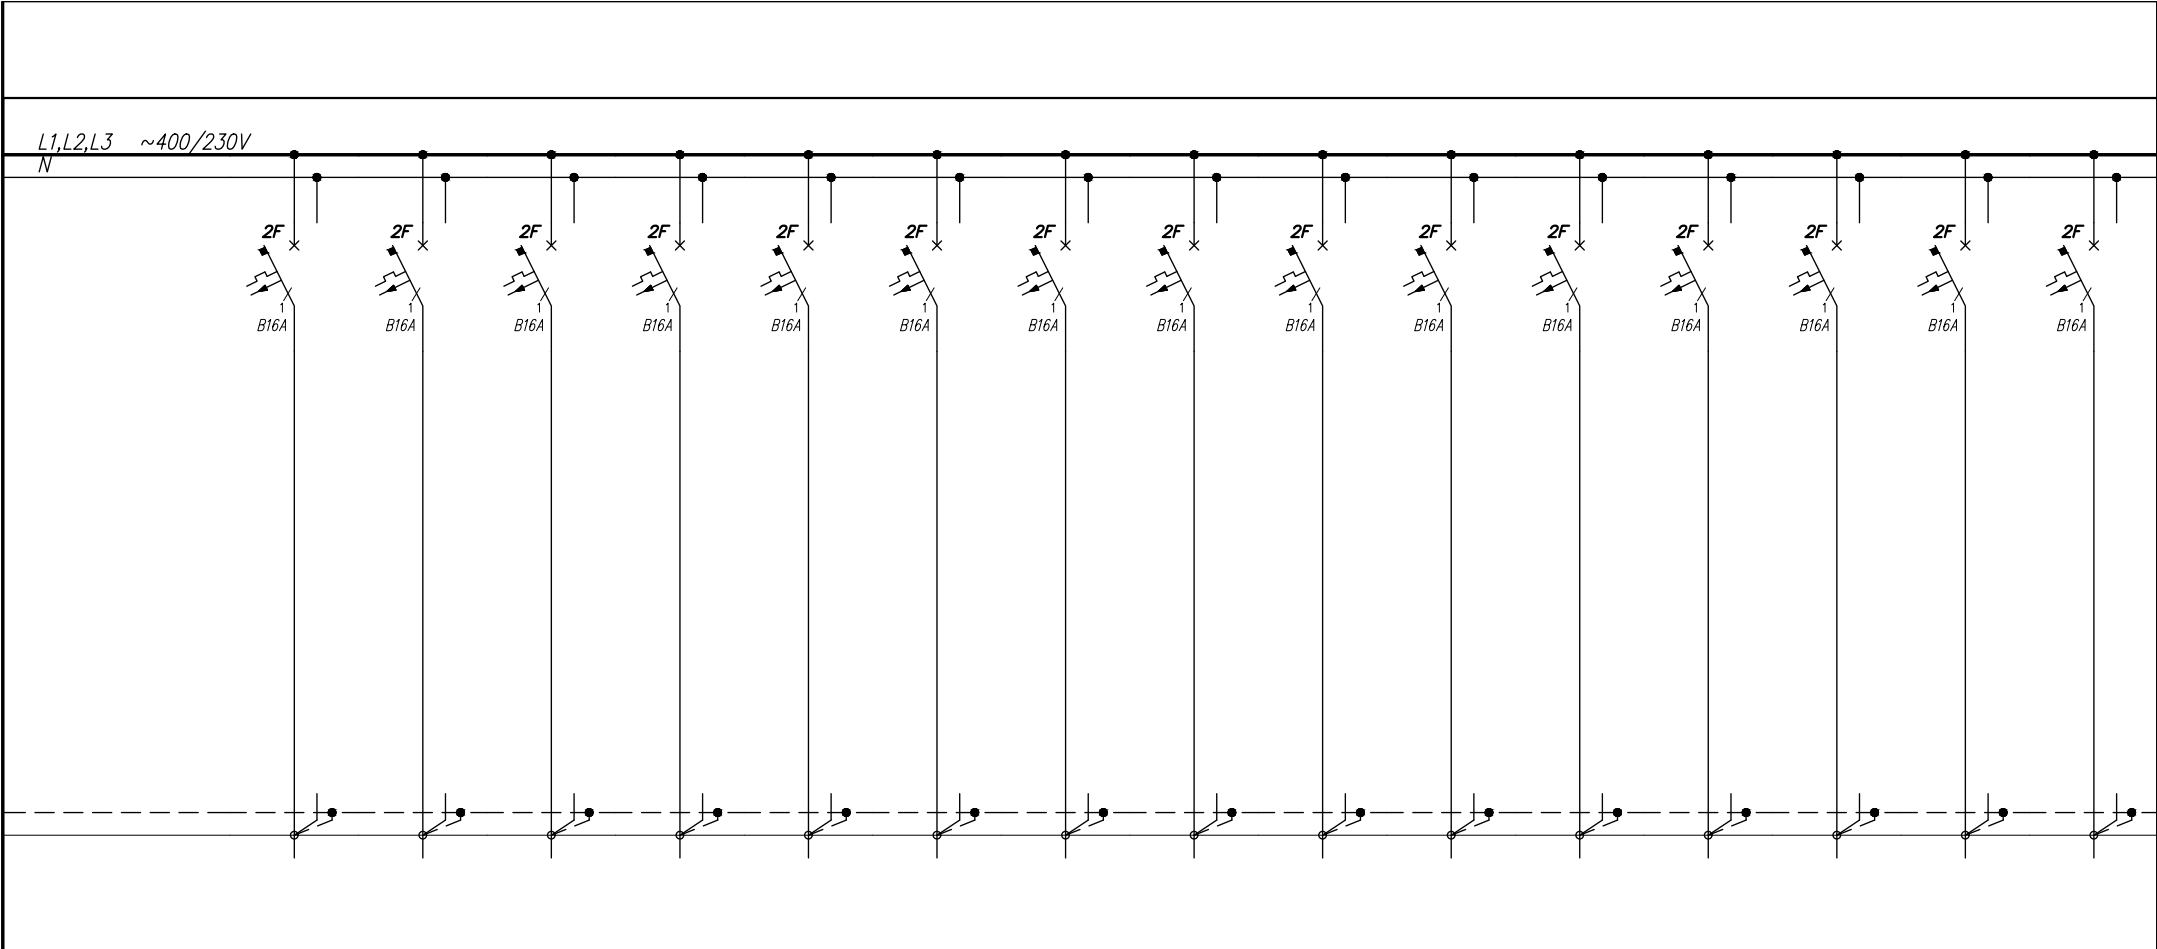 L1,L2,L3 ~400/230V
N
2F 2F 2F 2F 2F 2F 2F 2F 2F 2F 2F 2F 2F 2F 2F
1 1 1 1 1 1 1 1 1 1 1 1 1 1 1
B16A B16A B16A B16A B16A B16A B16A B16A B16A B16A B16A B16A B16A B16A B16A